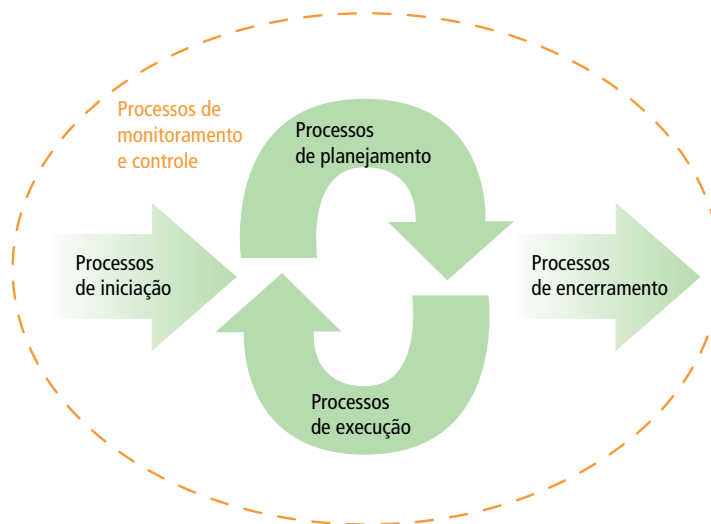 Processos de
monitoramento
e controle
Processos
de planejamento
Processos
de iniciação
Processos
de encerramento
Processos
de execução